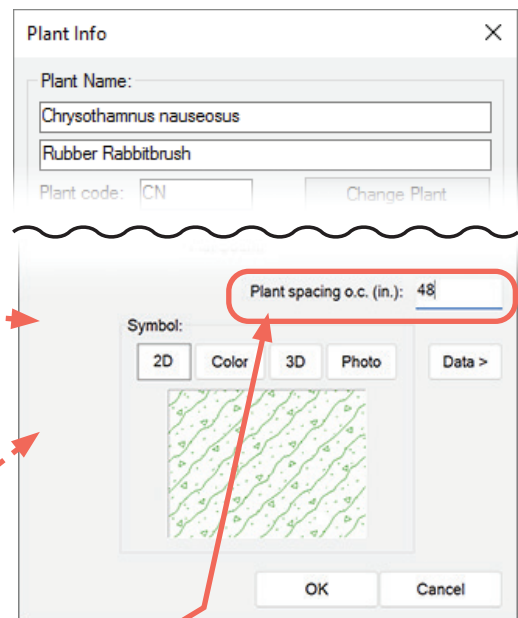 Plant Info
Plant Name:
Chrysothamnus nauseosus
Rubber Rabbitbrush
Plant code: CN Change Plant
Plant spacing o.c. (in.): 48
Symbol:
2D Color 3D Photo Data >
OK Cancel